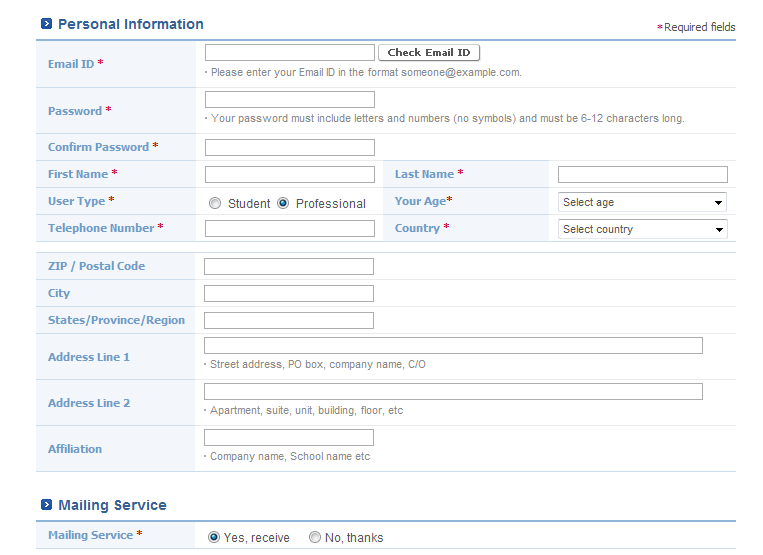 Personal Information
*Required fields
Email ID *
Check Email ID
· Please enter your Email ID in the format someone@example.com.
Password *
· Your password must include letters and numbers (no symbols) and must be 6-12 characters long.
Confirm Password *
First Name *
Last Name *
User Type *
Student
Professional
Your Age*
Select age
Telephone Number *
Country *
Select country
ZIP / Postal Code
City
States/Province/Region
Address Line 1
· Street address, PO box, company name, C/O
Address Line 2
· Apartment, suite, unit, building, floor, etc
Affiliation
· Company name, School name etc
Mailing Service
Mailing Service *
Yes, receive
No, thanks